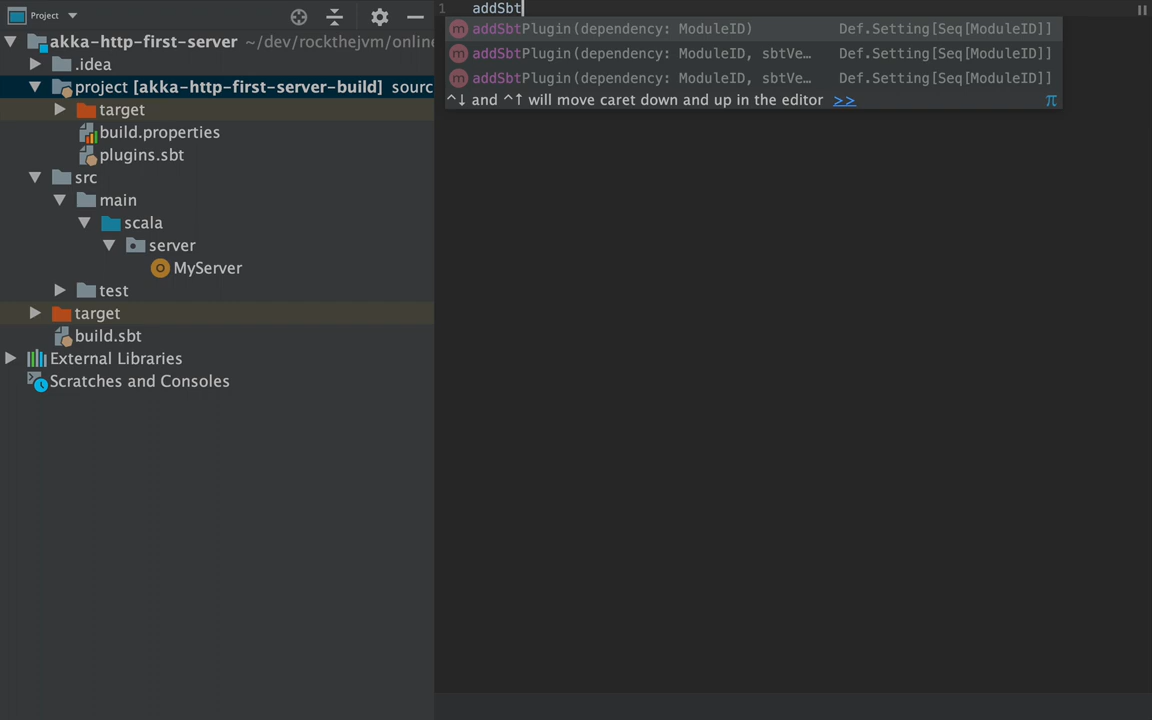 Project
akka-http-first-server ~/dev/rockthejvm/online
.idea
project [akka-http-first-server-build] sourc
target
build.properties
plugins.sbt
src
main
scala
server
MyServer
test
target
build.sbt
External Libraries
Scratches and Consoles
1 addSbt
m addSbtPlugin(dependency: ModuleID) Def.Setting[Seq[ModuleID]]
m addSbtPlugin(dependency: ModuleID, sbtVe… Def.Setting[Seq[ModuleID]]
m addSbtPlugin(dependency: ModuleID, sbtVe… Def.Setting[Seq[ModuleID]]
^↓ and ^↑ will move caret down and up in the editor >> π